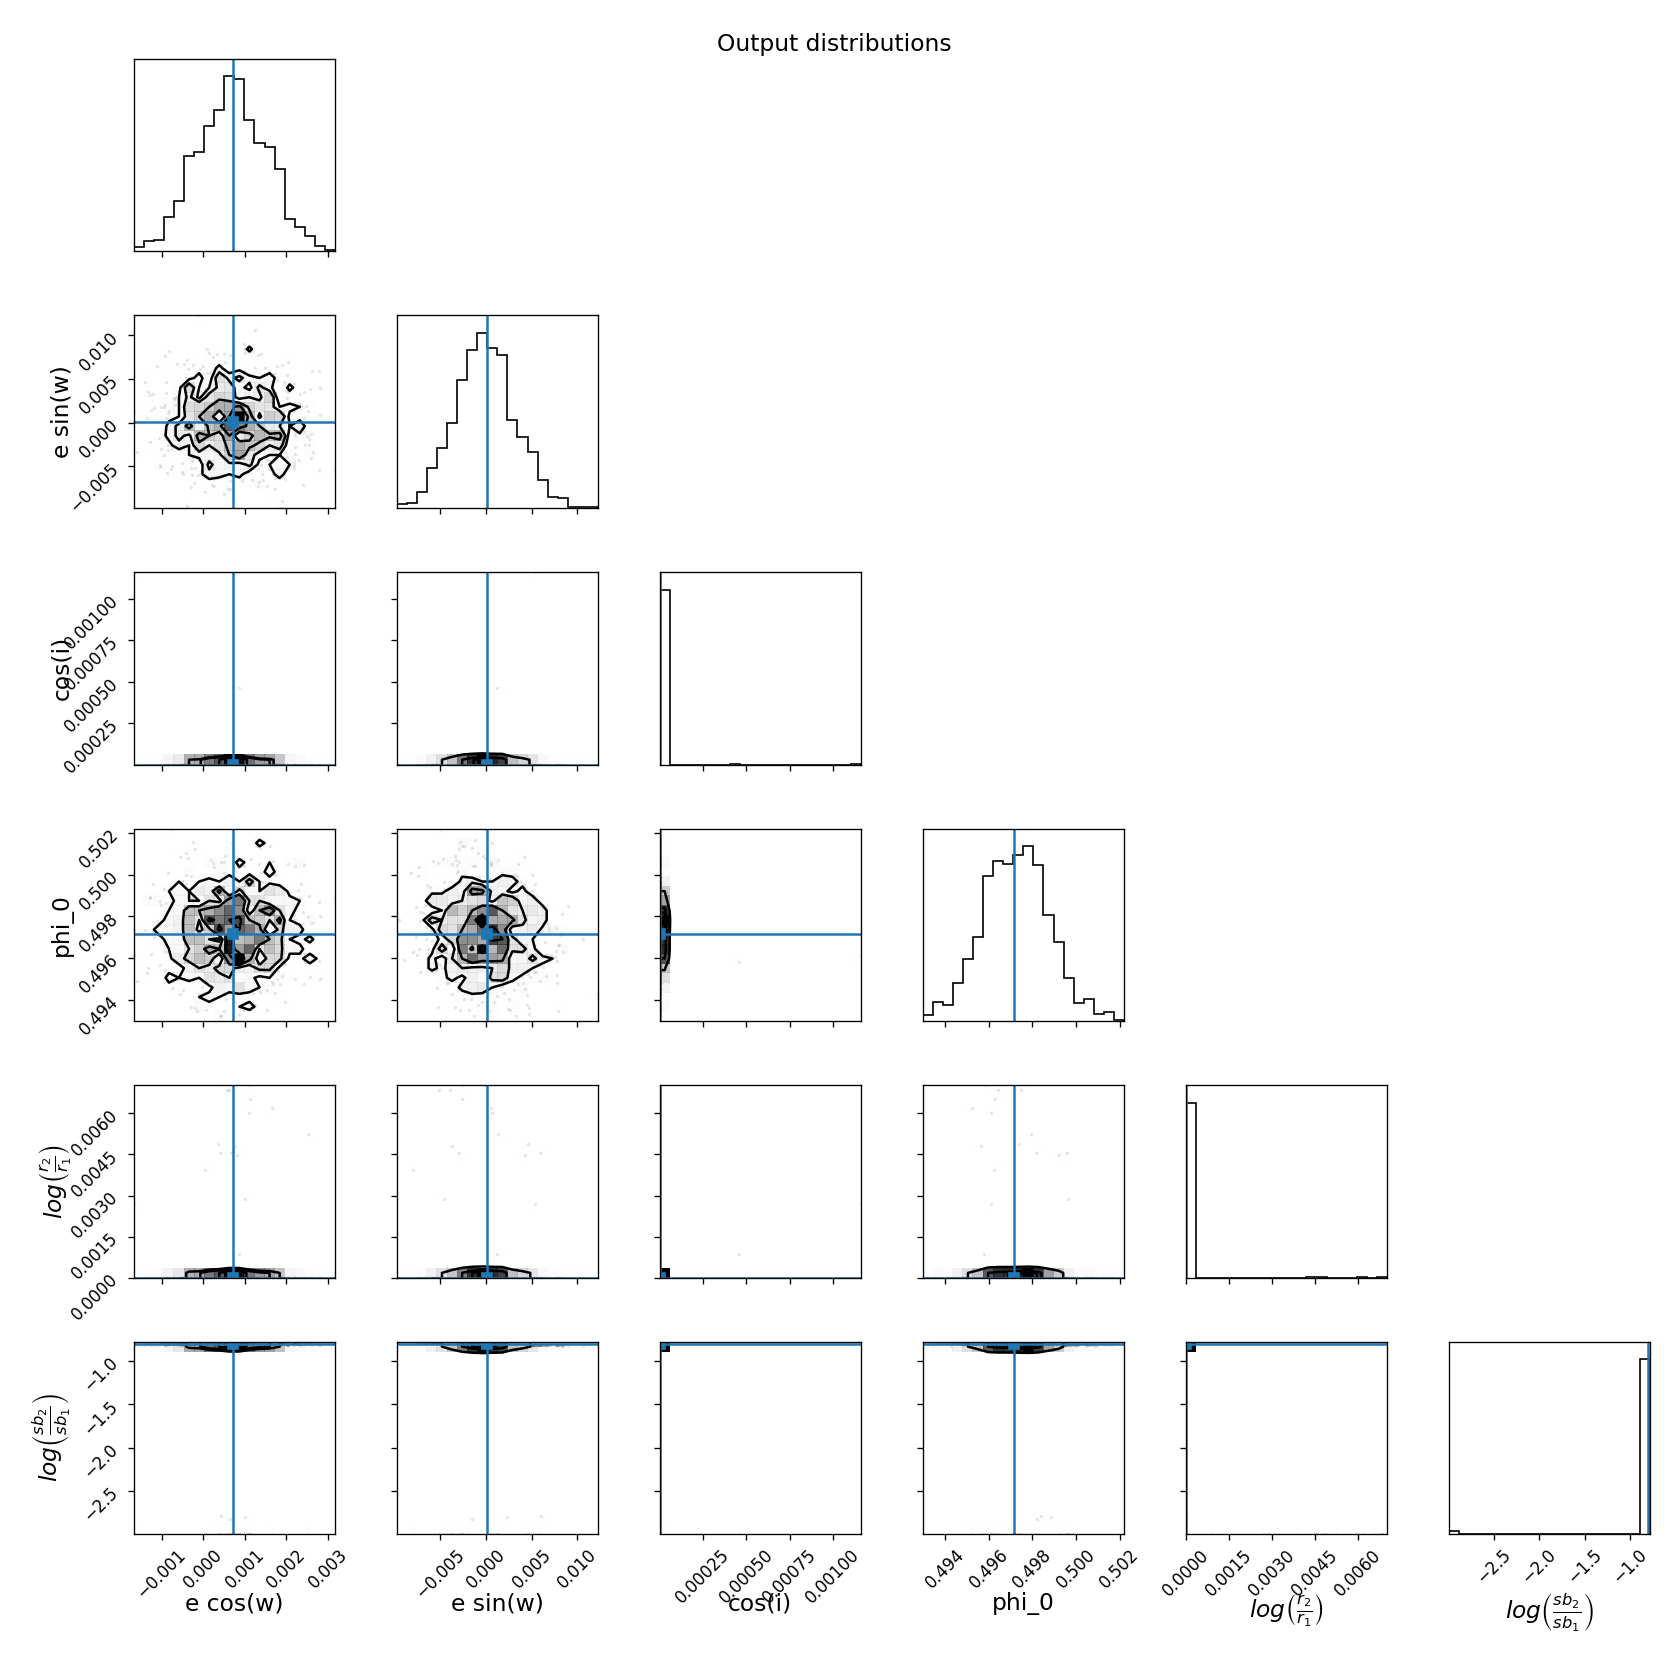 Output distributions
0.010
0.005
0.000
−0.005
e sin(w)
0.00100
0.00075
0.00050
0.00025
cos(i)
0.502
0.500
0.498
0.496
0.494
phi_0
0.0060
0.0045
0.0030
0.0015
0.0000
log(r₂/r₁)
−1.0
−1.5
−2.0
−2.5
log(sb₂/sb₁)
−0.001 0.000 0.001 0.002 0.003
e cos(w)
−0.005 0.000 0.005 0.010
e sin(w)
0.00025 0.00050 0.00075 0.00100
cos(i)
0.494 0.496 0.498 0.500 0.502
phi_0
0.0000 0.0015 0.0030 0.0045 0.0060
log(r₂/r₁)
−2.5 −2.0 −1.5 −1.0
log(sb₂/sb₁)